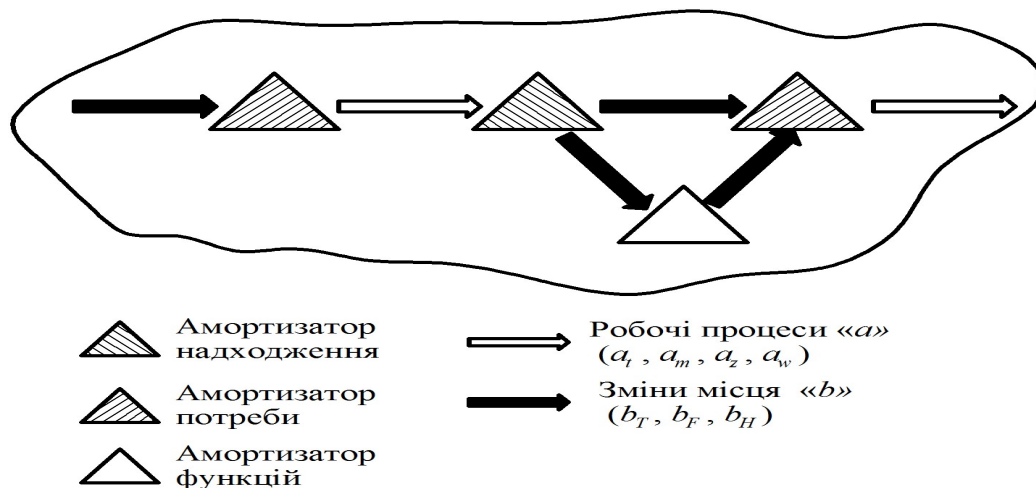 Амортизатор
надходження
Робочі процеси «a»
(a_t , a_m , a_z , a_w )
Амортизатор
потреби
Зміни місця «b»
(b_T , b_F , b_H )
Амортизатор
функцій